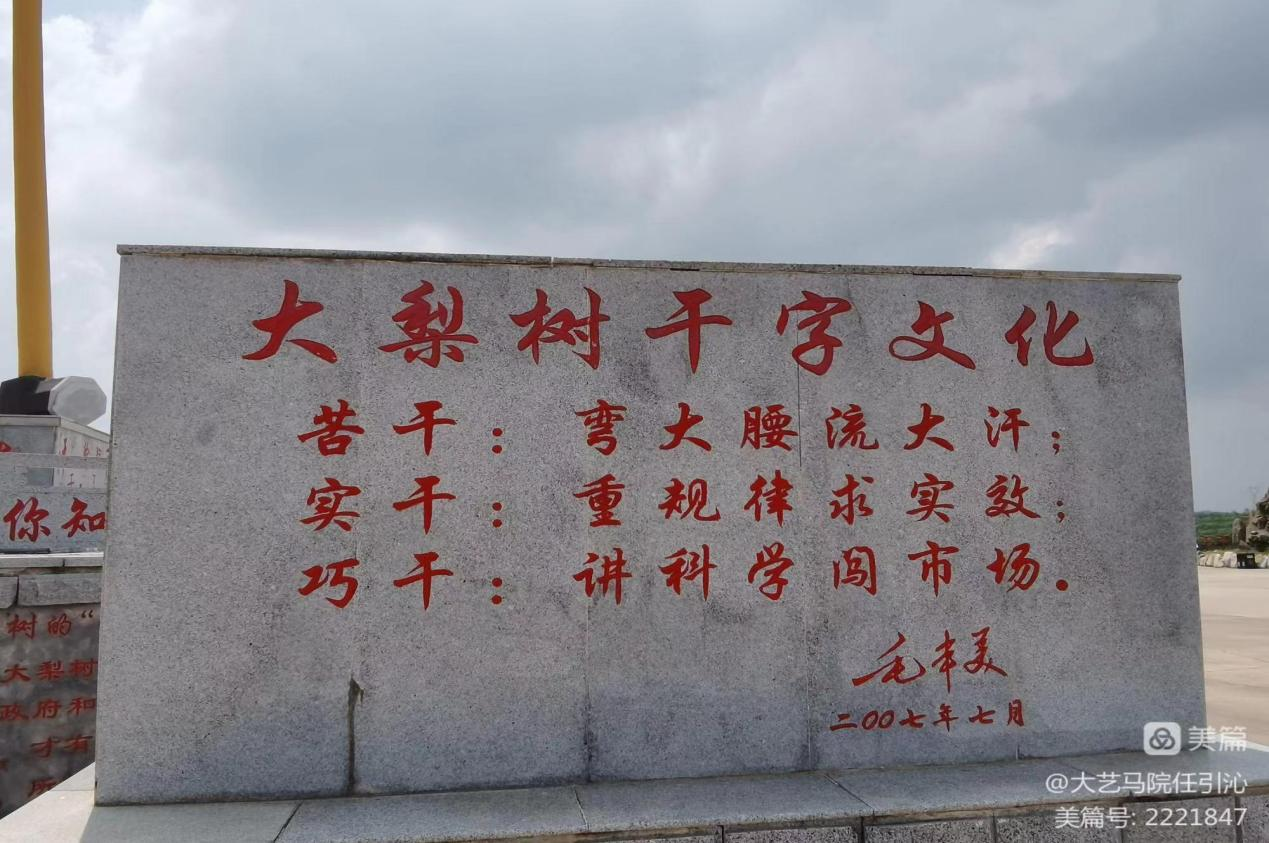 大梨树干字文化
苦干：弯大腰流大汗；
实干：重规律求实效；
巧干：讲科学闯市场。
毛丰美
二00七年七月
你知
树的“
大梨树
政府和
才有
美篇
@大艺马院任引沁
美篇号: 2221847